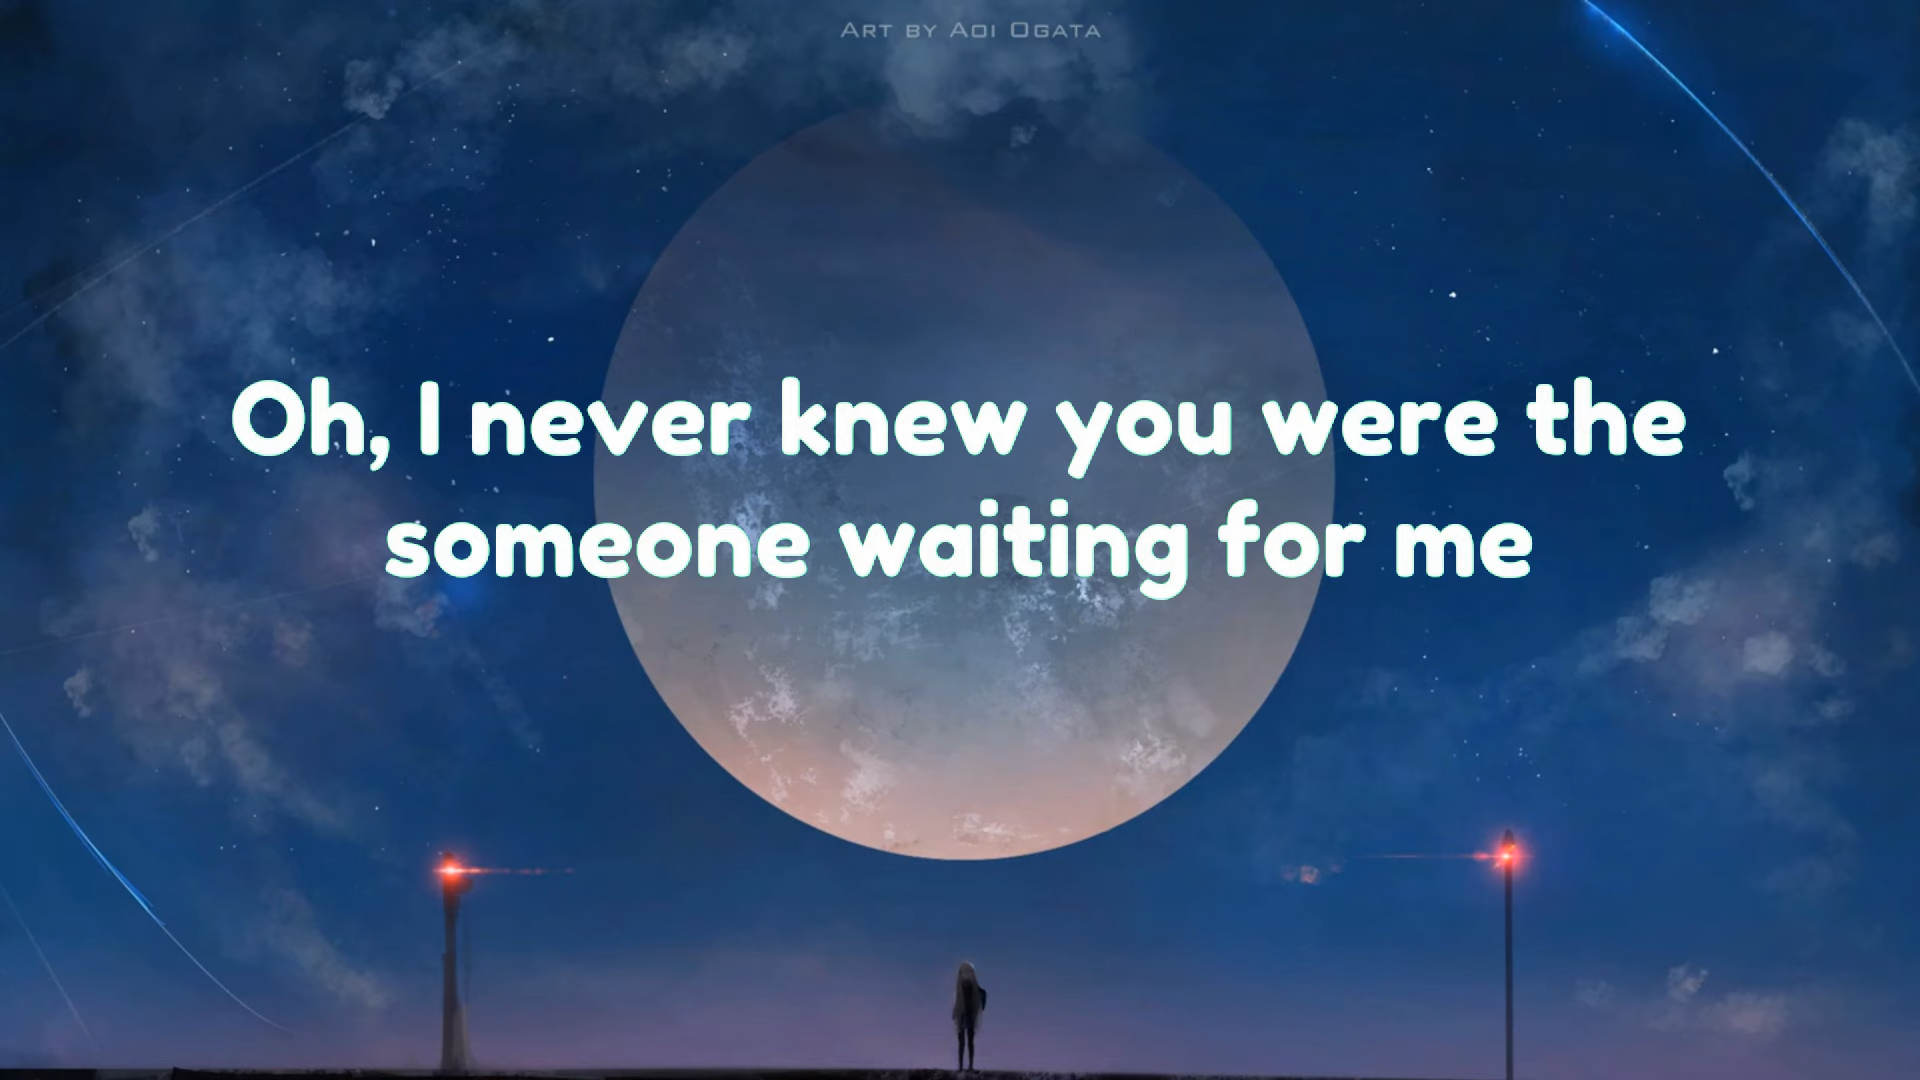 Art by Aoi Ogata
Oh, I never knew you were the
someone waiting for me